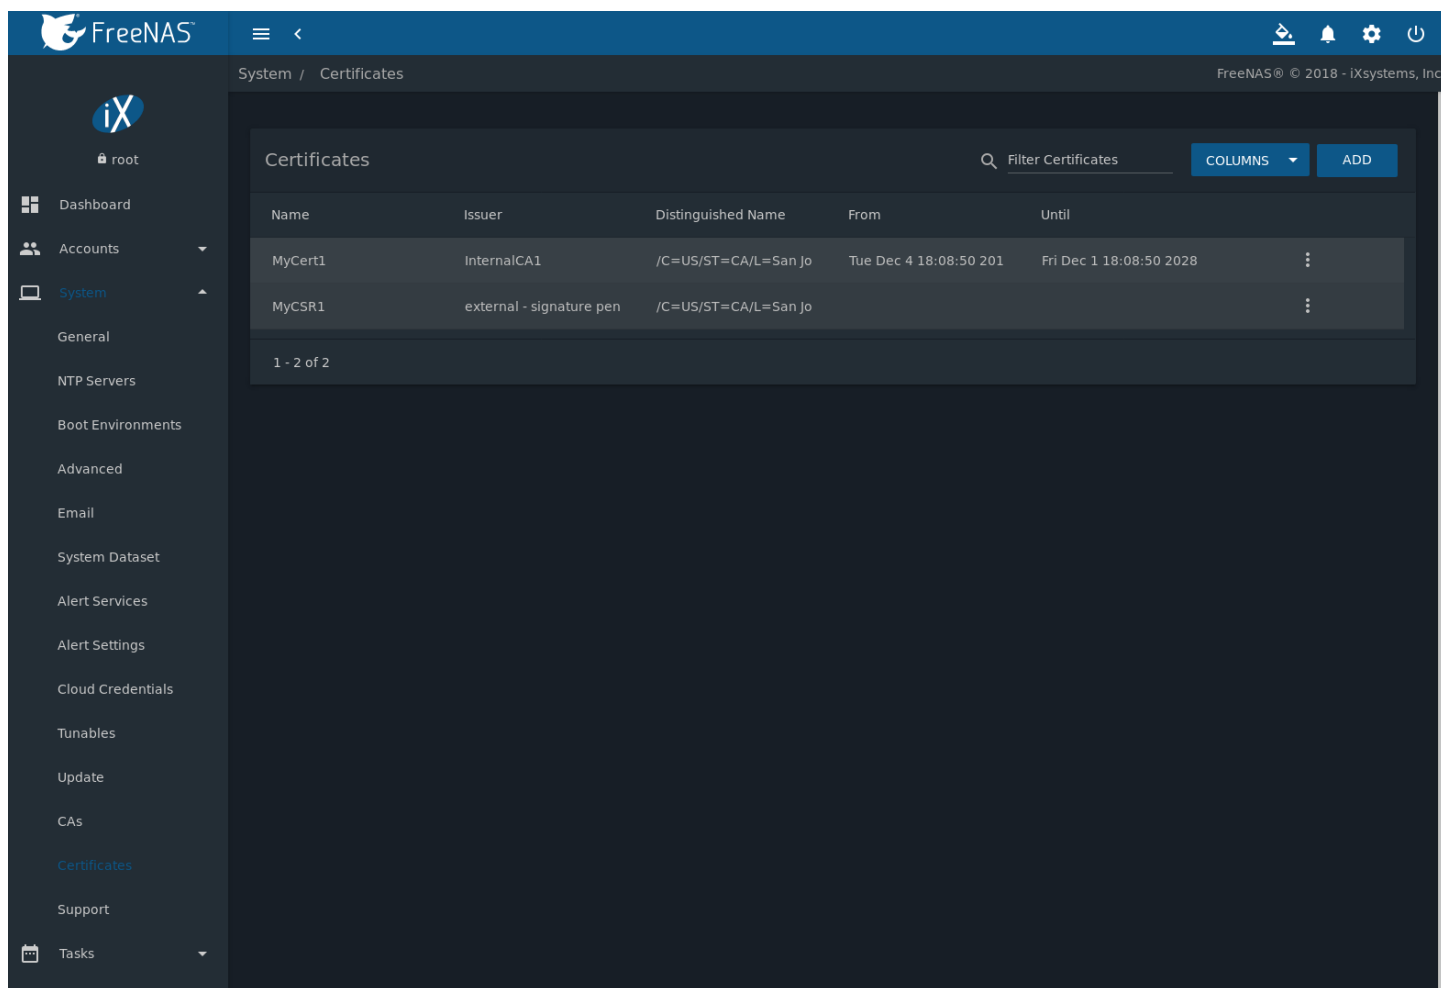 FreeNAS™
System / Certificates
FreeNAS® © 2018 - iXsystems, Inc
iX
root
Dashboard
Accounts
System
General
NTP Servers
Boot Environments
Advanced
Email
System Dataset
Alert Services
Alert Settings
Cloud Credentials
Tunables
Update
CAs
Certificates
Support
Tasks
Certificates
Filter Certificates
COLUMNS
ADD
Name Issuer Distinguished Name From Until
MyCert1 InternalCA1 /C=US/ST=CA/L=San Jo Tue Dec 4 18:08:50 201 Fri Dec 1 18:08:50 2028
MyCSR1 external - signature pen /C=US/ST=CA/L=San Jo
1 - 2 of 2